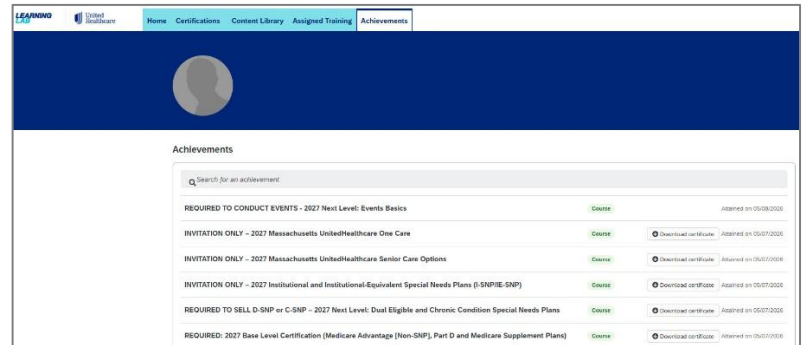 LEARNING LAB
United Healthcare
Home Certifications Content Library Assigned Training Achievements
Achievements
Search for an achievement
REQUIRED TO CONDUCT EVENTS - 2027 Next Level: Events Basics Course Attained on 05/08/2026
INVITATION ONLY – 2027 Massachusetts UnitedHealthcare One Care Course Download certificate Attained on 05/07/2026
INVITATION ONLY – 2027 Massachusetts UnitedHealthcare Senior Care Options Course Download certificate Attained on 05/07/2026
INVITATION ONLY – 2027 Institutional and Institutional-Equivalent Special Needs Plans (I-SNP/IE-SNP) Course Download certificate Attained on 05/07/2026
REQUIRED TO SELL D-SNP or C-SNP – 2027 Next Level: Dual Eligible and Chronic Condition Special Needs Plans Course Download certificate Attained on 05/07/2026
REQUIRED: 2027 Base Level Certification (Medicare Advantage [Non-SNP], Part D and Medicare Supplement Plans) Course Download certificate Attained on 05/07/2026